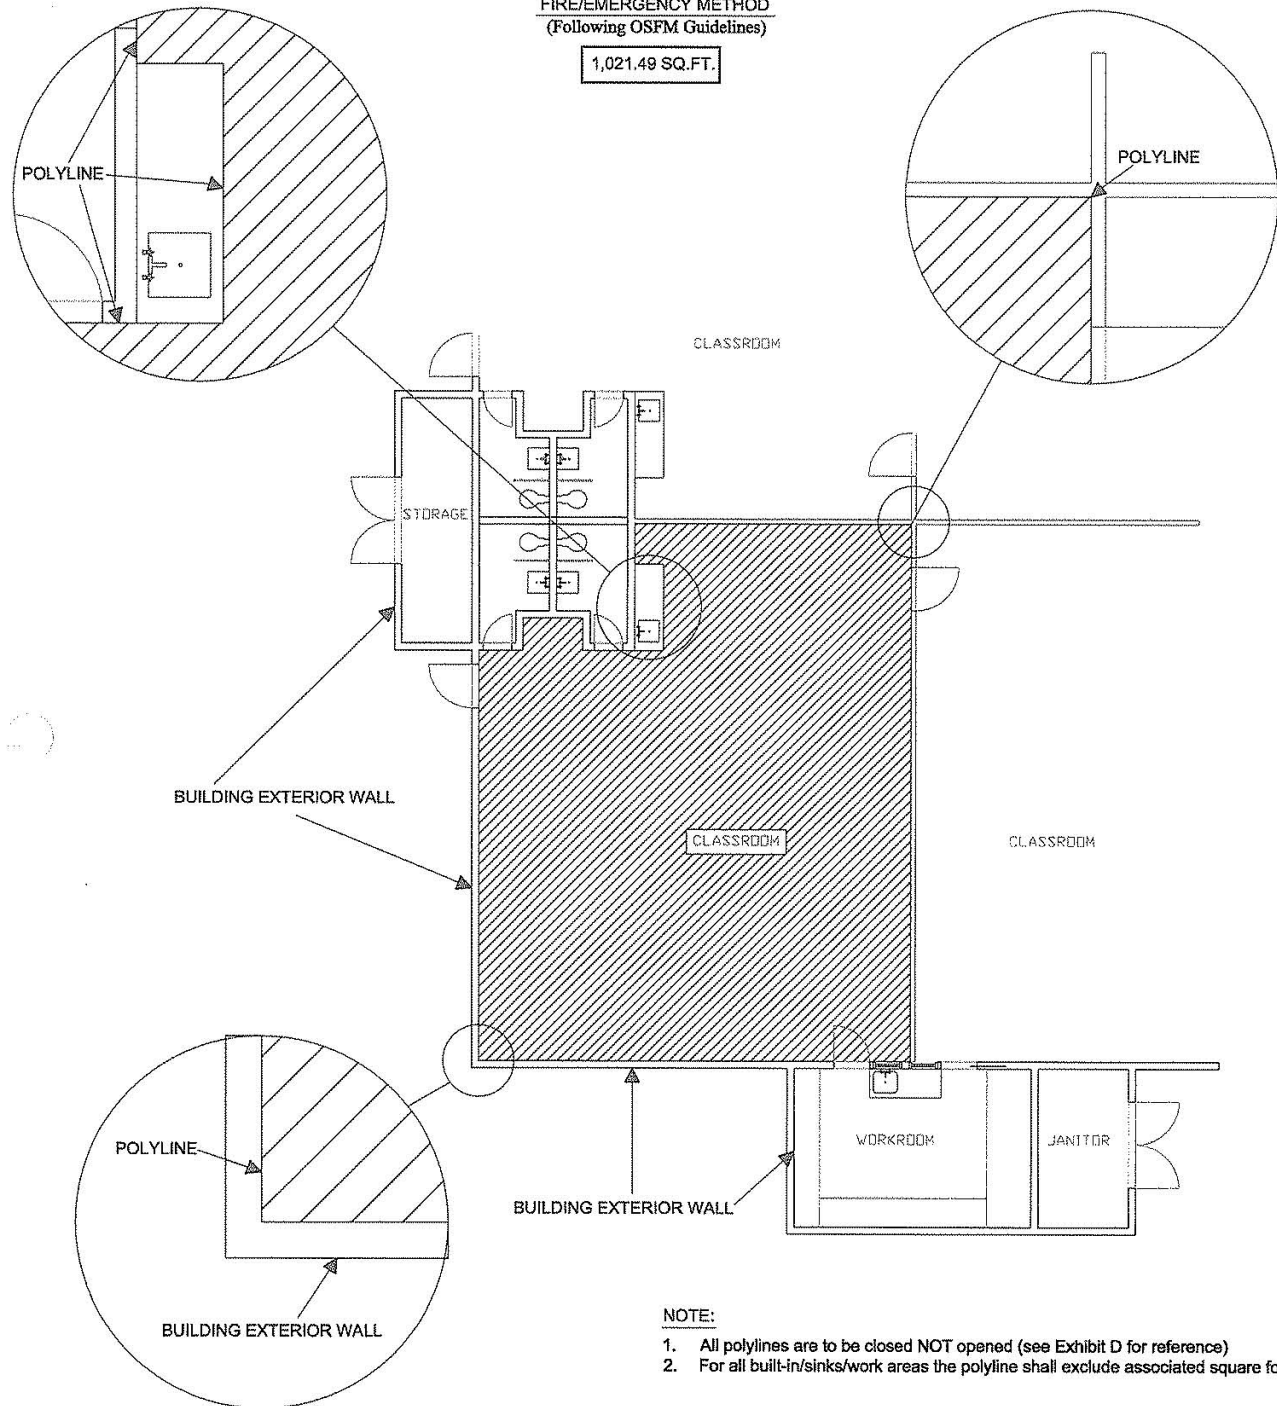 FIRE/EMERGENCY METHOD
(Following OSFM Guidelines)
1,021.49 SQ.FT.
POLYLINE
POLYLINE
CLASSROOM
STORAGE
BUILDING EXTERIOR WALL
CLASSROOM
CLASSROOM
POLYLINE
WORKROOM
JANITOR
BUILDING EXTERIOR WALL
BUILDING EXTERIOR WALL
NOTE:
1. All polylines are to be closed NOT opened (see Exhibit D for reference)
2. For all built-in/sinks/work areas the polyline shall exclude associated square